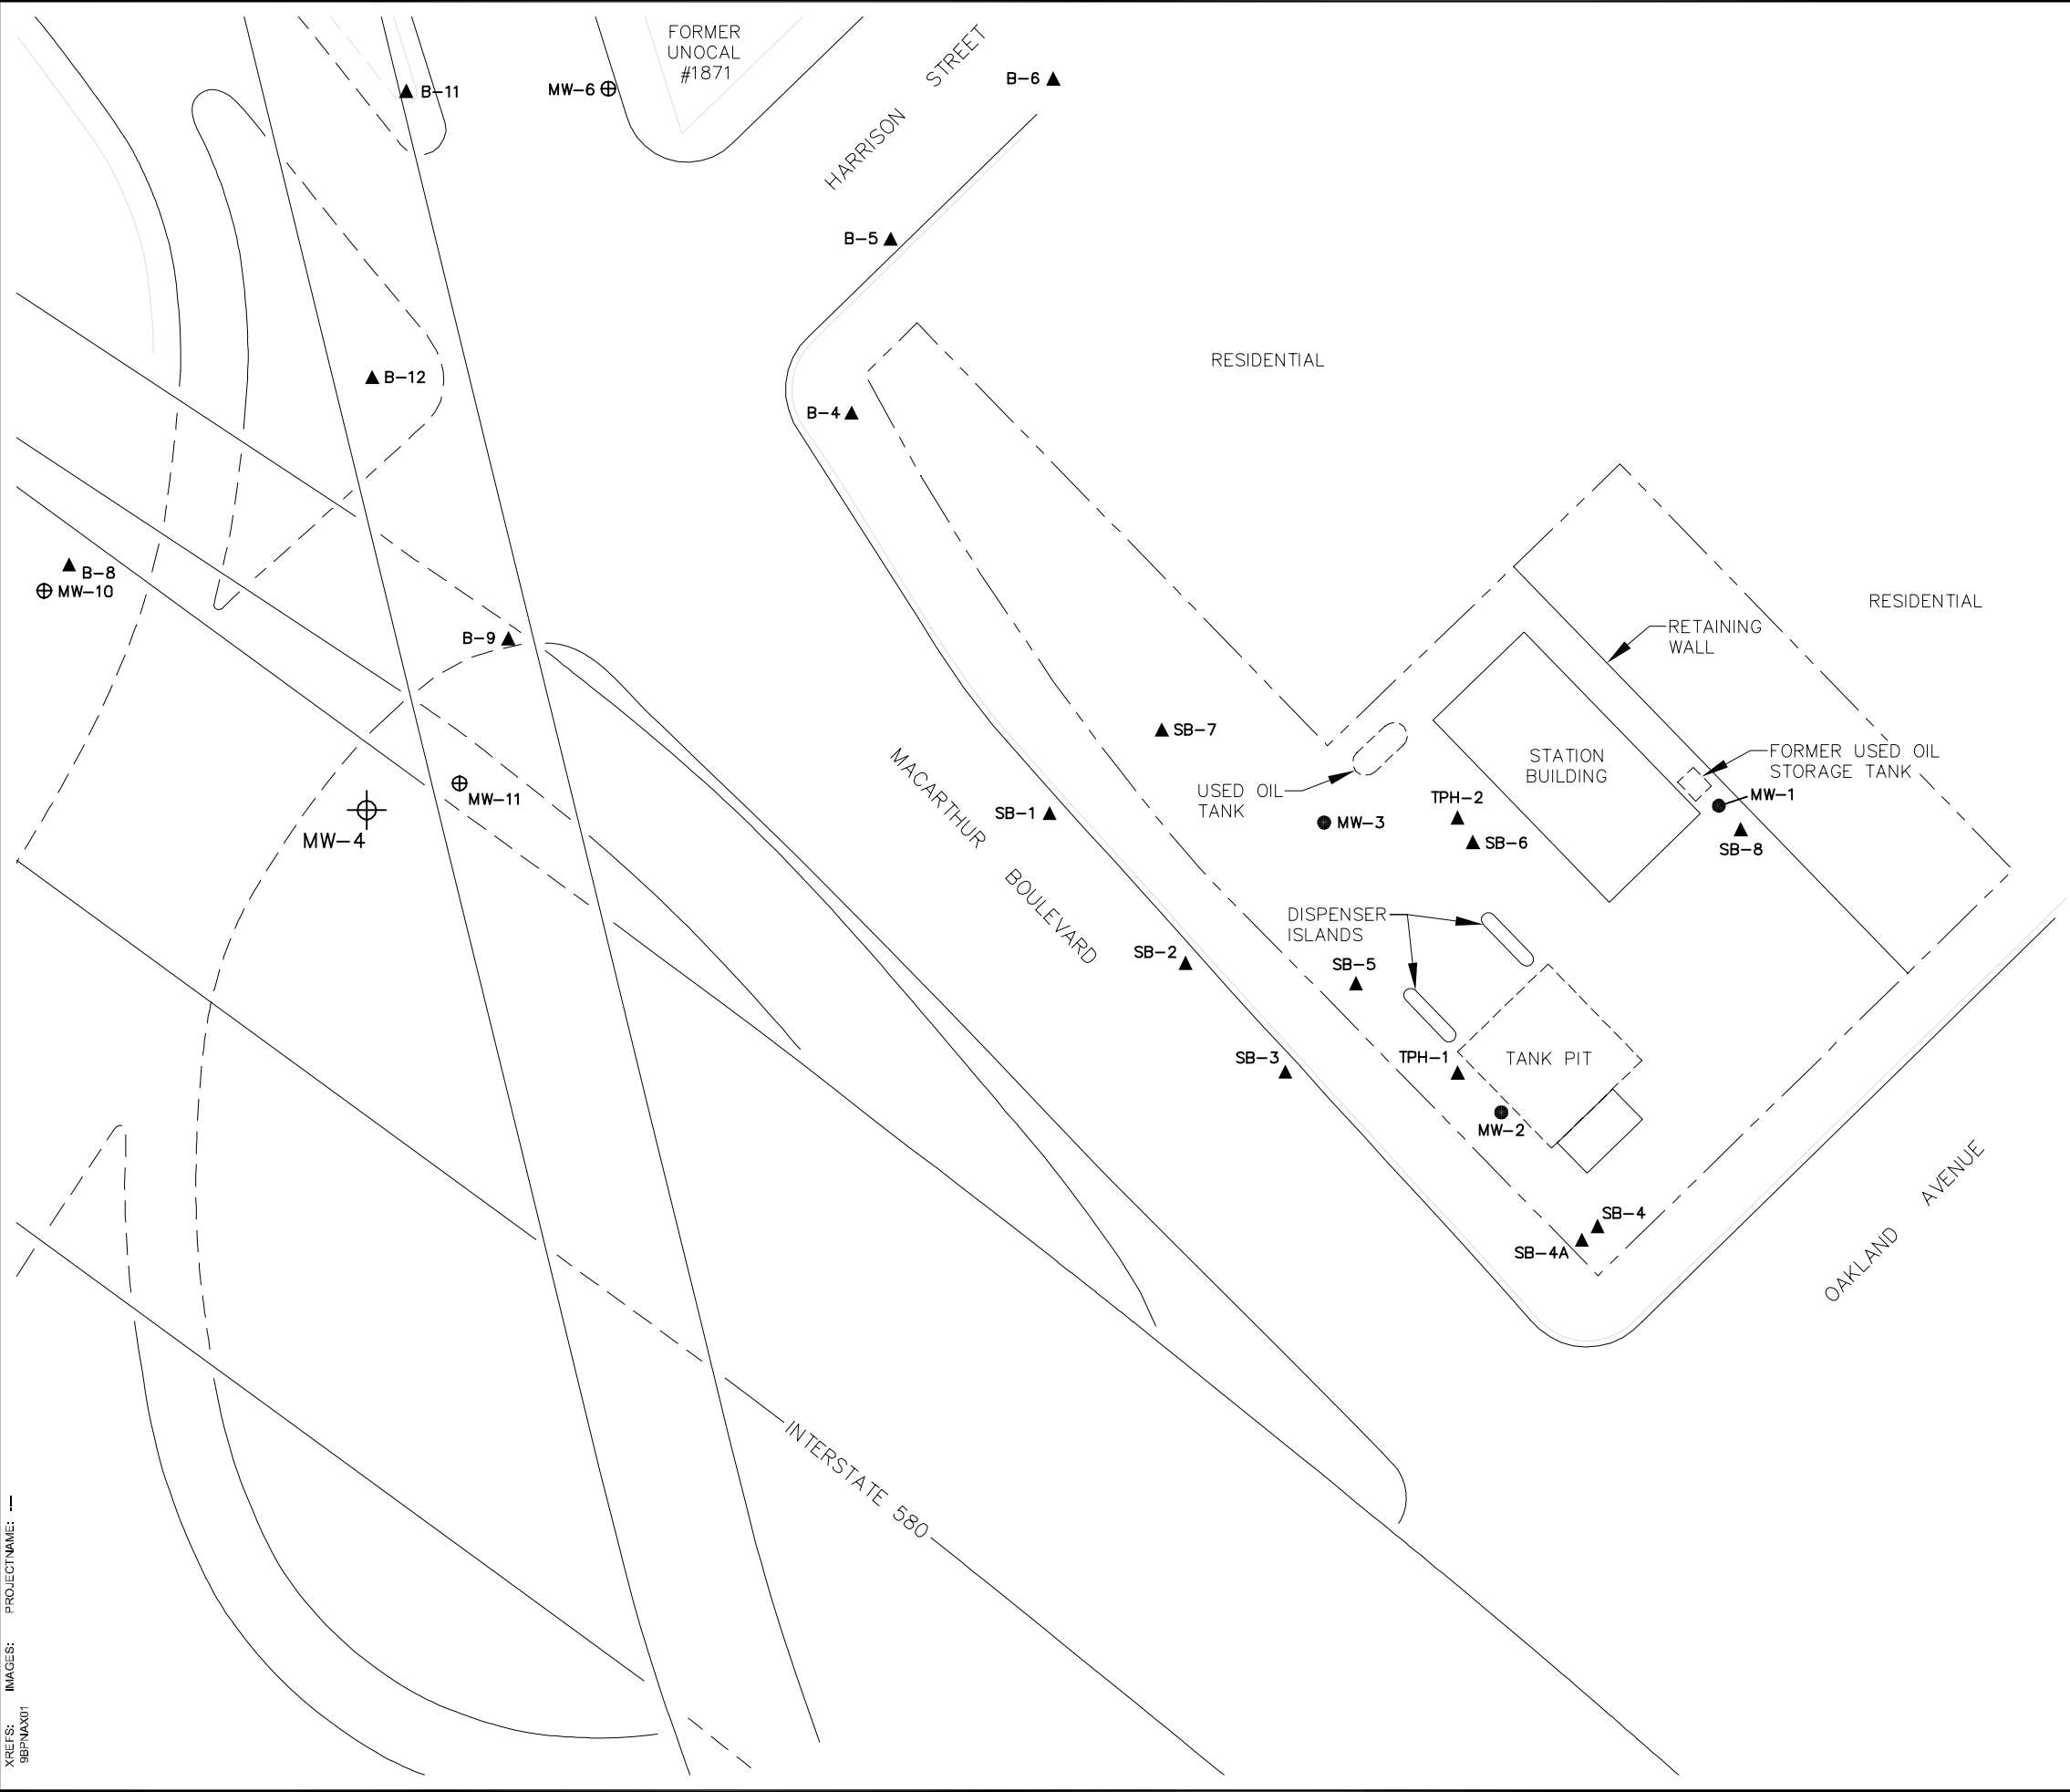 FORMER
UNOCAL
#1871
HARRISON STREET
B-6
B-11
MW-6
B-5
RESIDENTIAL
B-12
B-4
B-8
MW-10
RESIDENTIAL
RETAINING
WALL
B-9
SB-7
STATION
BUILDING
FORMER USED OIL
STORAGE TANK
USED OIL
TANK
TPH-2
MW-1
MW-11
MACARTHUR BOULEVARD
SB-1
MW-3
SB-6
SB-8
MW-4
DISPENSER
ISLANDS
SB-2
SB-5
SB-3
TPH-1
TANK PIT
MW-2
OAKLAND AVENUE
SB-4
SB-4A
INTERSTATE 580
XREFS: IMAGES: PROJECTNAME: ---
9BPNAX01